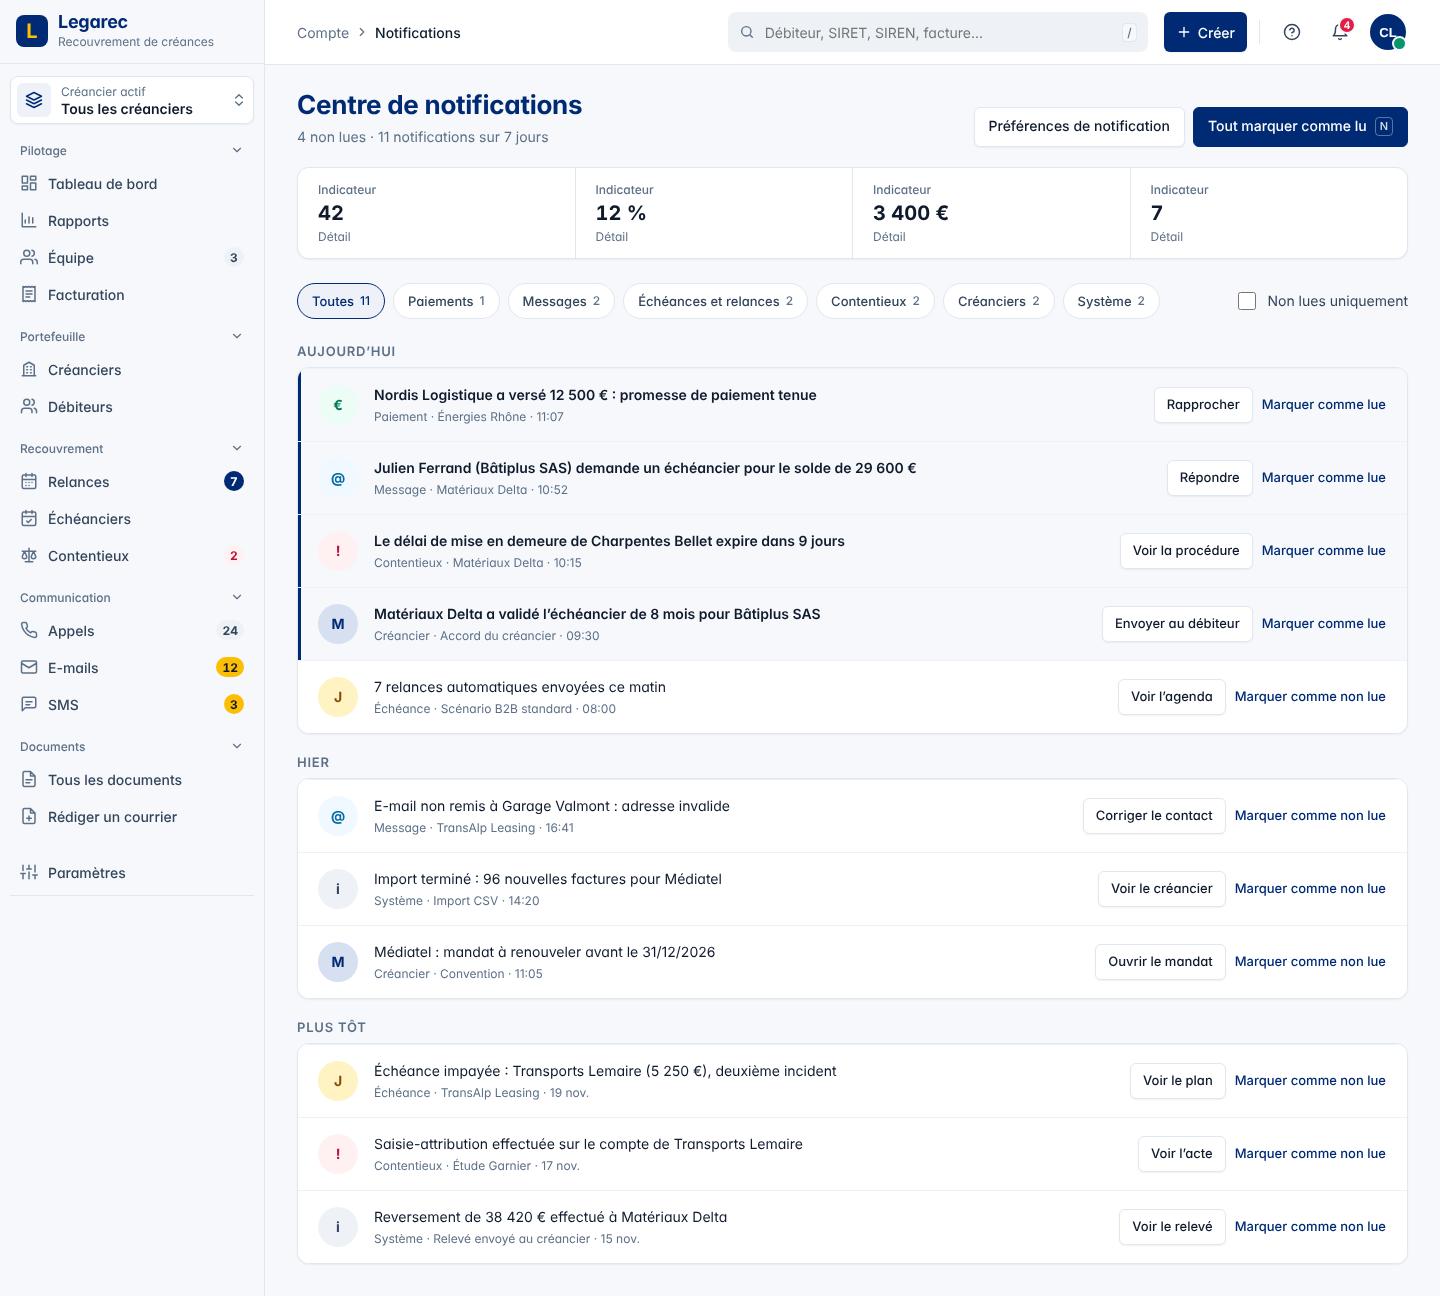 L
Legarec
Recouvrement de créances
Créancier actif
Tous les créanciers
Pilotage
Tableau de bord
Rapports
Équipe 3
Facturation
Portefeuille
Créanciers
Débiteurs
Recouvrement
Relances 7
Échéanciers
Contentieux 2
Communication
Appels 24
E-mails 12
SMS 3
Documents
Tous les documents
Rédiger un courrier
Paramètres
Compte > Notifications
Débiteur, SIRET, SIREN, facture... /
+ Créer
4
CL
Centre de notifications
4 non lues · 11 notifications sur 7 jours
Préférences de notification
Tout marquer comme lu N
Indicateur
42
Détail
Indicateur
12 %
Détail
Indicateur
3 400 €
Détail
Indicateur
7
Détail
Toutes 11
Paiements 1
Messages 2
Échéances et relances 2
Contentieux 2
Créanciers 2
Système 2
Non lues uniquement
AUJOURD’HUI
€
Nordis Logistique a versé 12 500 € : promesse de paiement tenue
Paiement · Énergies Rhône · 11:07
Rapprocher
Marquer comme lue
@
Julien Ferrand (Bâtiplus SAS) demande un échéancier pour le solde de 29 600 €
Message · Matériaux Delta · 10:52
Répondre
Marquer comme lue
!
Le délai de mise en demeure de Charpentes Bellet expire dans 9 jours
Contentieux · Matériaux Delta · 10:15
Voir la procédure
Marquer comme lue
M
Matériaux Delta a validé l’échéancier de 8 mois pour Bâtiplus SAS
Créancier · Accord du créancier · 09:30
Envoyer au débiteur
Marquer comme lue
J
7 relances automatiques envoyées ce matin
Échéance · Scénario B2B standard · 08:00
Voir l’agenda
Marquer comme non lue
HIER
@
E-mail non remis à Garage Valmont : adresse invalide
Message · TransAlp Leasing · 16:41
Corriger le contact
Marquer comme non lue
i
Import terminé : 96 nouvelles factures pour Médiatel
Système · Import CSV · 14:20
Voir le créancier
Marquer comme non lue
M
Médiatel : mandat à renouveler avant le 31/12/2026
Créancier · Convention · 11:05
Ouvrir le mandat
Marquer comme non lue
PLUS TÔT
J
Échéance impayée : Transports Lemaire (5 250 €), deuxième incident
Échéance · TransAlp Leasing · 19 nov.
Voir le plan
Marquer comme non lue
!
Saisie-attribution effectuée sur le compte de Transports Lemaire
Contentieux · Étude Garnier · 17 nov.
Voir l’acte
Marquer comme non lue
i
Reversement de 38 420 € effectué à Matériaux Delta
Système · Relevé envoyé au créancier · 15 nov.
Voir le relevé
Marquer comme non lue